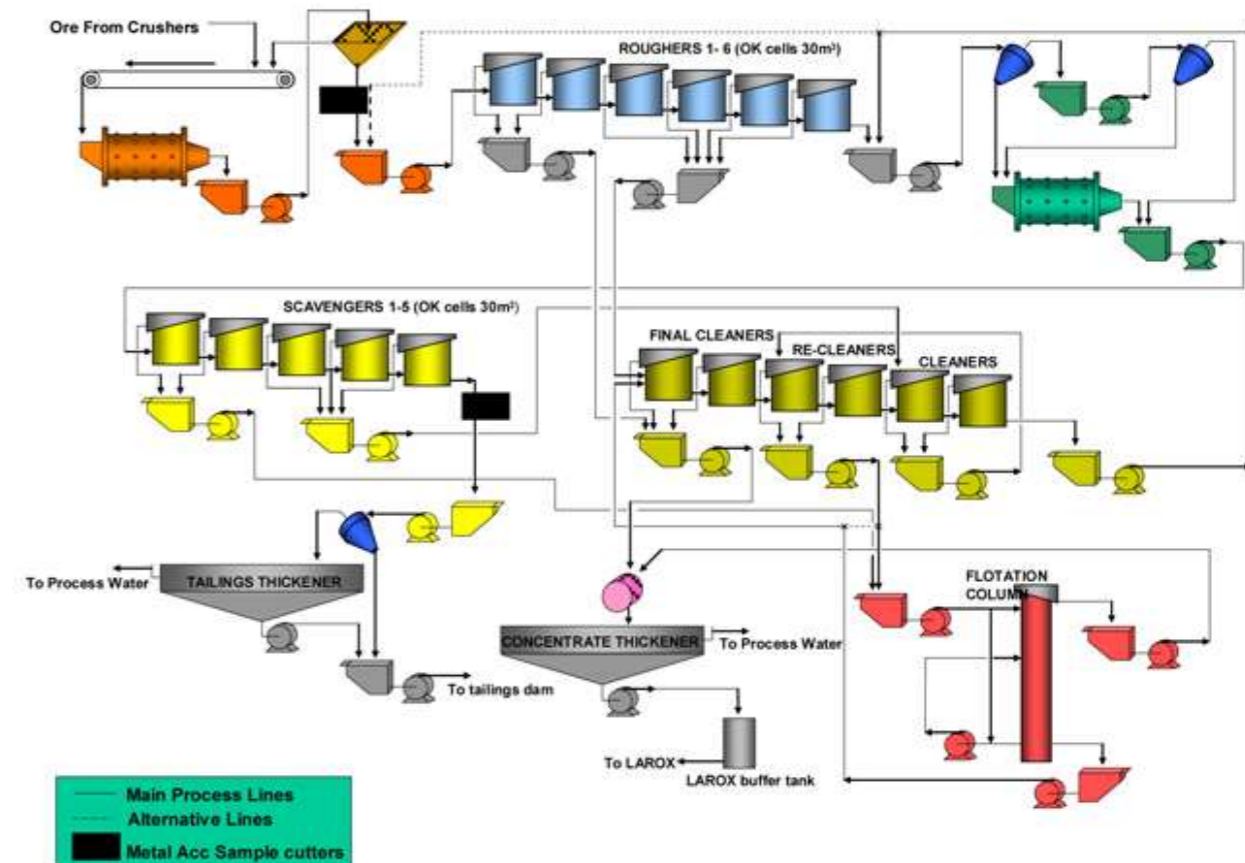 Ore From Crushers
ROUGHERS 1- 6 (OK cells 30m³)
SCAVENGERS 1-5 (OK cells 30m³)
FINAL CLEANERS
RE-CLEANERS
CLEANERS
To Process Water
TAILINGS THICKENER
CONCENTRATE THICKENER
To Process Water
FLOTATION
COLUMN
To tailings dam
To LAROX
LAROX buffer tank
Main Process Lines
Alternative Lines
Metal Acc Sample cutters